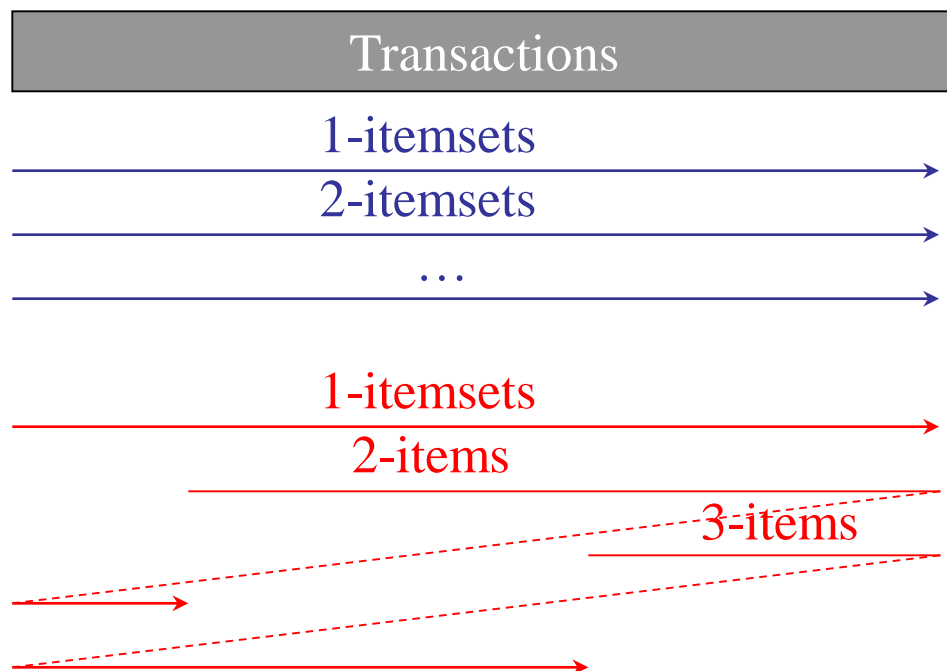 Transactions
1-itemsets
2-itemsets
…
1-itemsets
2-items
3-items